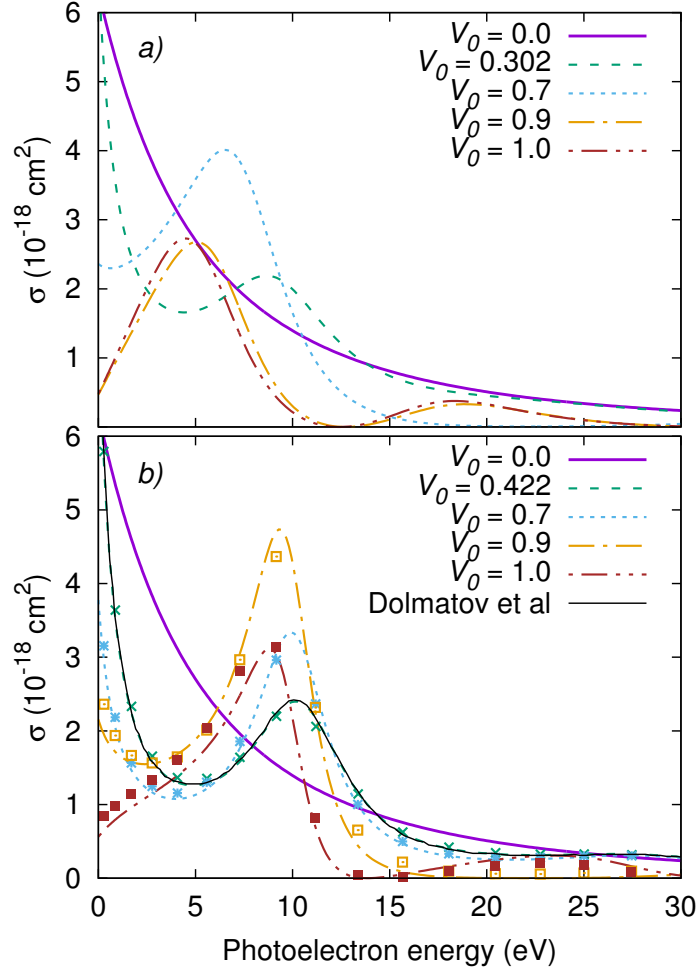 6
5
4
3
2
1
σ (10⁻¹⁸ cm²)
a)
V₀ = 0.0
V₀ = 0.302
V₀ = 0.7
V₀ = 0.9
V₀ = 1.0
6
5
4
3
2
1
0
σ (10⁻¹⁸ cm²)
b)
V₀ = 0.0
V₀ = 0.422
V₀ = 0.7
V₀ = 0.9
V₀ = 1.0
Dolmatov et al
0 5 10 15 20 25 30
Photoelectron energy (eV)